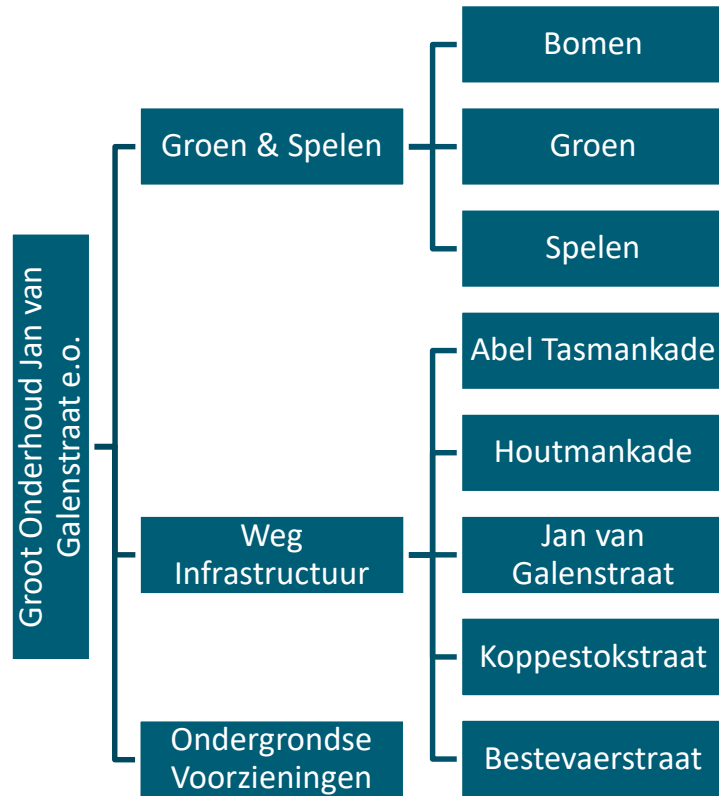 Groot Onderhoud Jan van
Galenstraat e.o.
Groen & Spelen
Bomen
Groen
Spelen
Weg
Infrastructuur
Abel Tasmankade
Houtmankade
Jan van
Galenstraat
Koppestokstraat
Bestevaerstraat
Ondergrondse
Voorzieningen